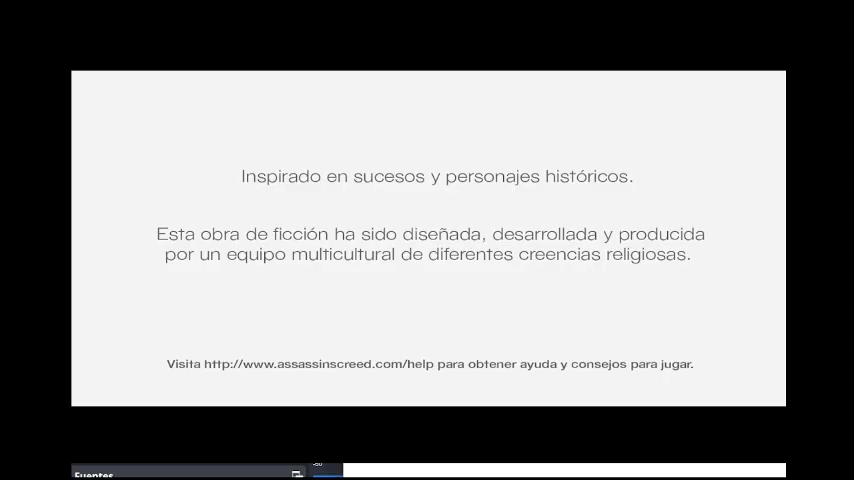 Inspirado en sucesos y personajes históricos.
Esta obra de ficción ha sido diseñada, desarrollada y producida
por un equipo multicultural de diferentes creencias religiosas.
Visita http://www.assassinscreed.com/help para obtener ayuda y consejos para jugar.
Fuentes